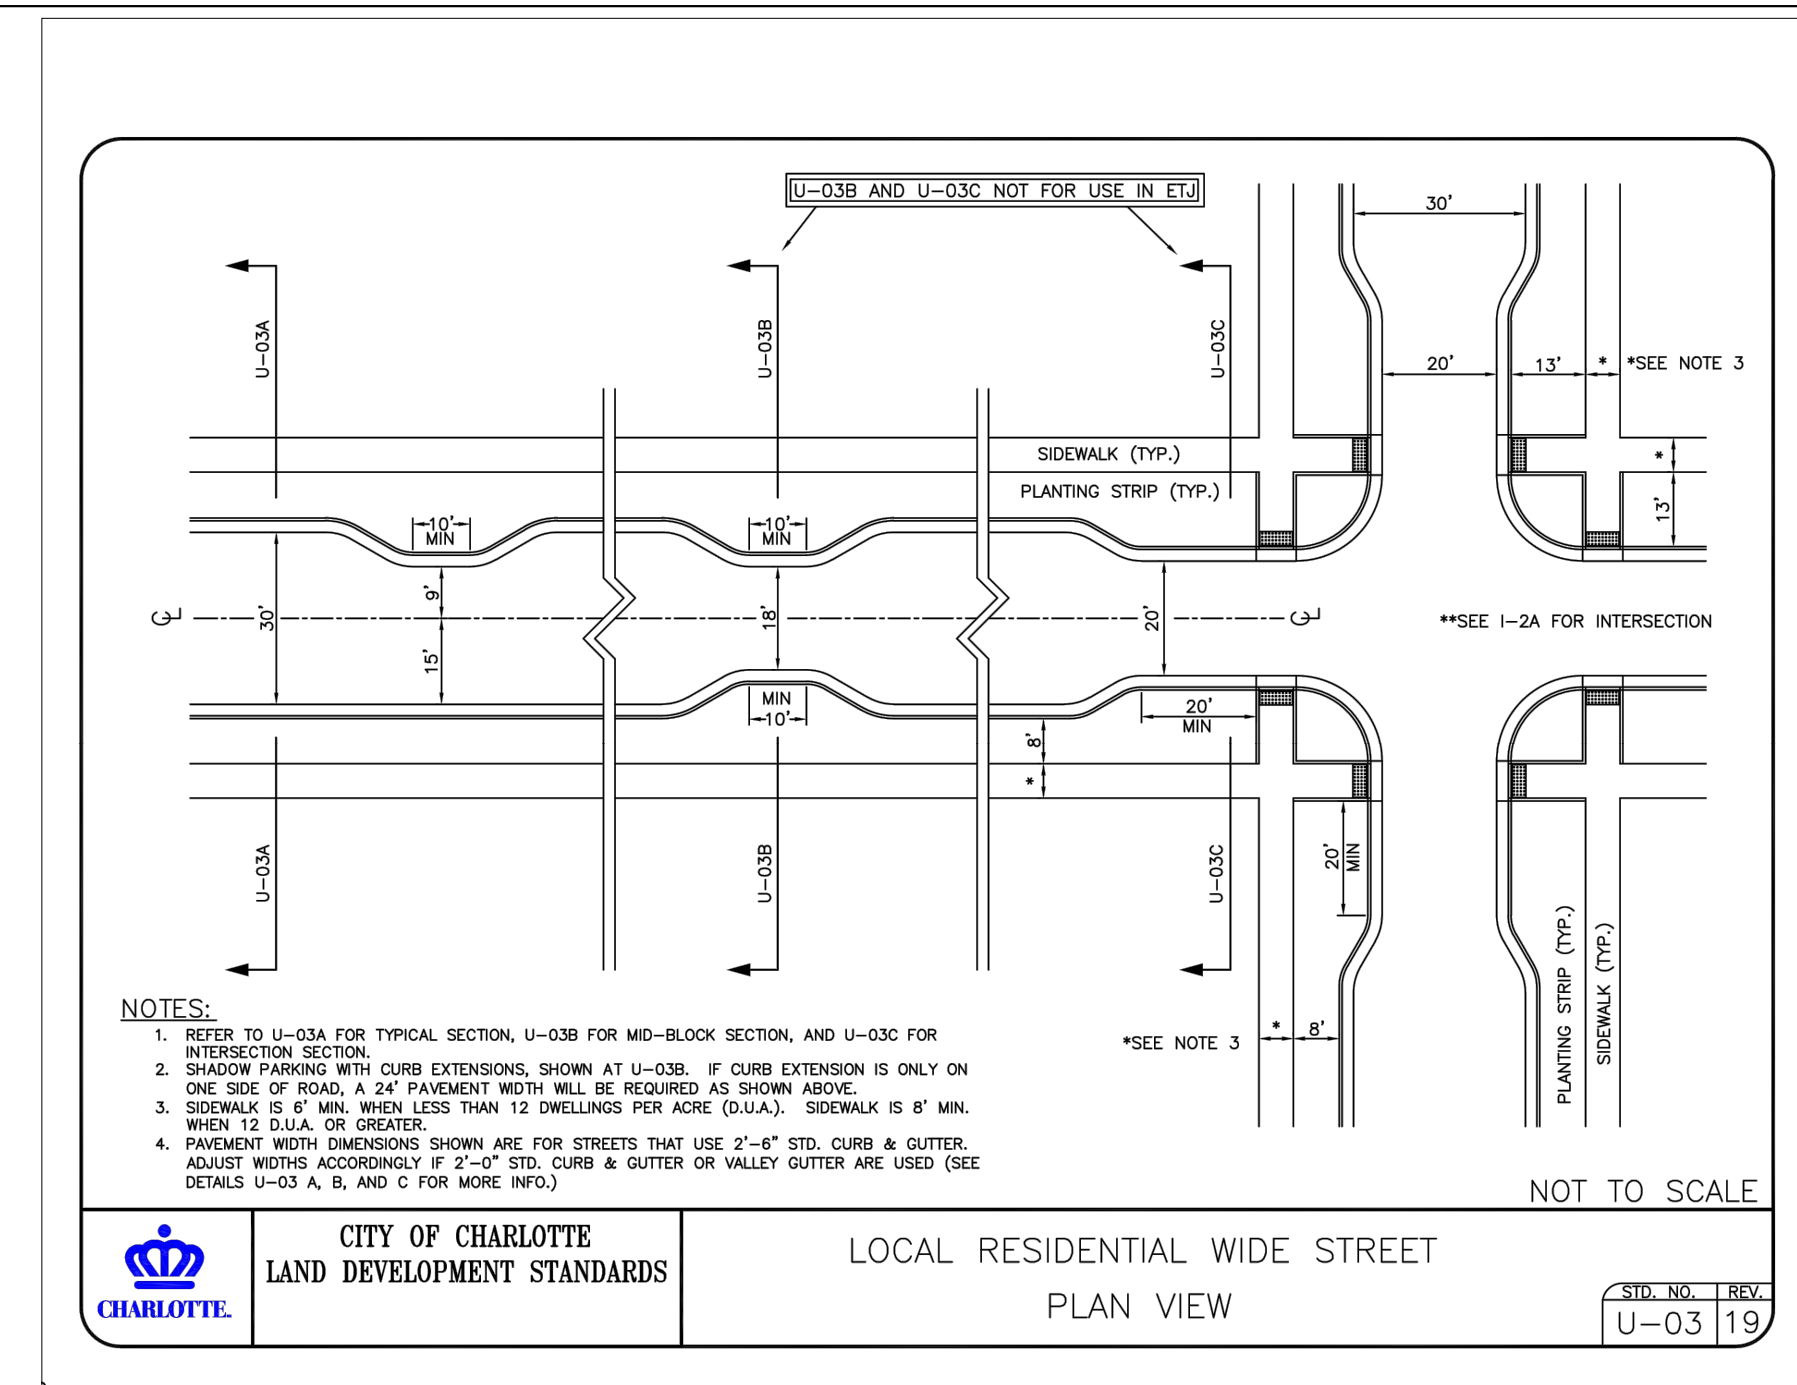 U-03B AND U-03C NOT FOR USE IN ETJ
30'
U-03A
U-03B
U-03C
20'
13'
*
*SEE NOTE 3
SIDEWALK (TYP.)
*
PLANTING STRIP (TYP.)
13'
10'
MIN
10'
MIN
9'
℄
30'
18'
20'
℄
**SEE I-2A FOR INTERSECTION
15'
MIN
10'
20'
MIN
8'
*
U-03A
U-03B
U-03C
20'
MIN
PLANTING STRIP (TYP.)
SIDEWALK (TYP.)
*SEE NOTE 3
*
8'
NOTES:
1. REFER TO U-03A FOR TYPICAL SECTION, U-03B FOR MID-BLOCK SECTION, AND U-03C FOR
INTERSECTION SECTION.
2. SHADOW PARKING WITH CURB EXTENSIONS, SHOWN AT U-03B. IF CURB EXTENSION IS ONLY ON
ONE SIDE OF ROAD, A 24' PAVEMENT WIDTH WILL BE REQUIRED AS SHOWN ABOVE.
3. SIDEWALK IS 6' MIN. WHEN LESS THAN 12 DWELLINGS PER ACRE (D.U.A.). SIDEWALK IS 8' MIN.
WHEN 12 D.U.A. OR GREATER.
4. PAVEMENT WIDTH DIMENSIONS SHOWN ARE FOR STREETS THAT USE 2'-6" STD. CURB & GUTTER.
ADJUST WIDTHS ACCORDINGLY IF 2'-0" STD. CURB & GUTTER OR VALLEY GUTTER ARE USED (SEE
DETAILS U-03 A, B, AND C FOR MORE INFO.)
NOT TO SCALE
CHARLOTTE.
CITY OF CHARLOTTE
LAND DEVELOPMENT STANDARDS
LOCAL RESIDENTIAL WIDE STREET
PLAN VIEW
STD. NO.
REV.
U-03
19